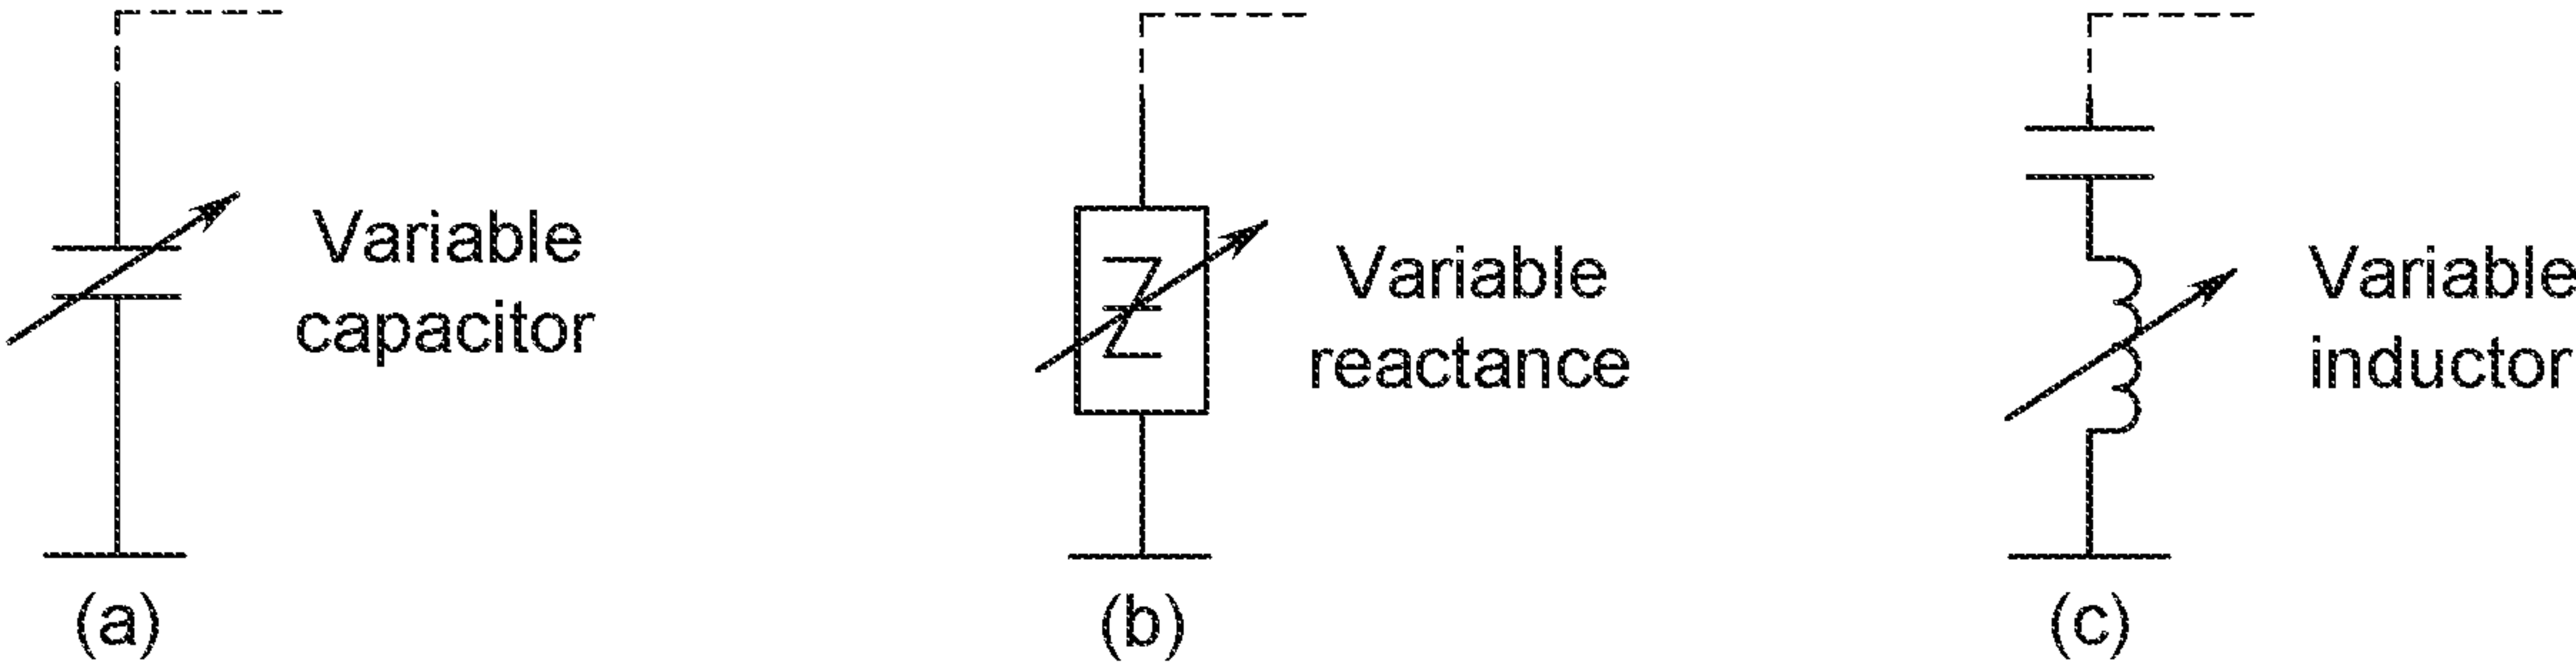 Variable
capacitor
(a)
Z
Variable
reactance
(b)
Variable
inductor
(c)